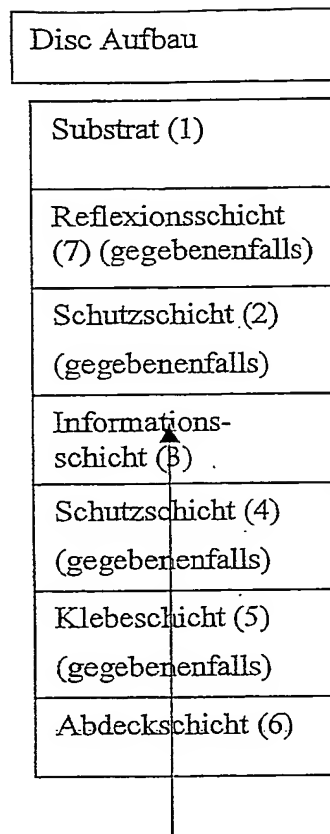 Disc Aufbau
Substrat (1)
Reflexionsschicht
(7) (gegebenenfalls)
Schutzschicht (2)
(gegebenenfalls)
Informations-
schicht (3)
Schutzschicht (4)
(gegebenenfalls)
Klebeschicht (5)
(gegebenenfalls)
Abdeckschicht (6)